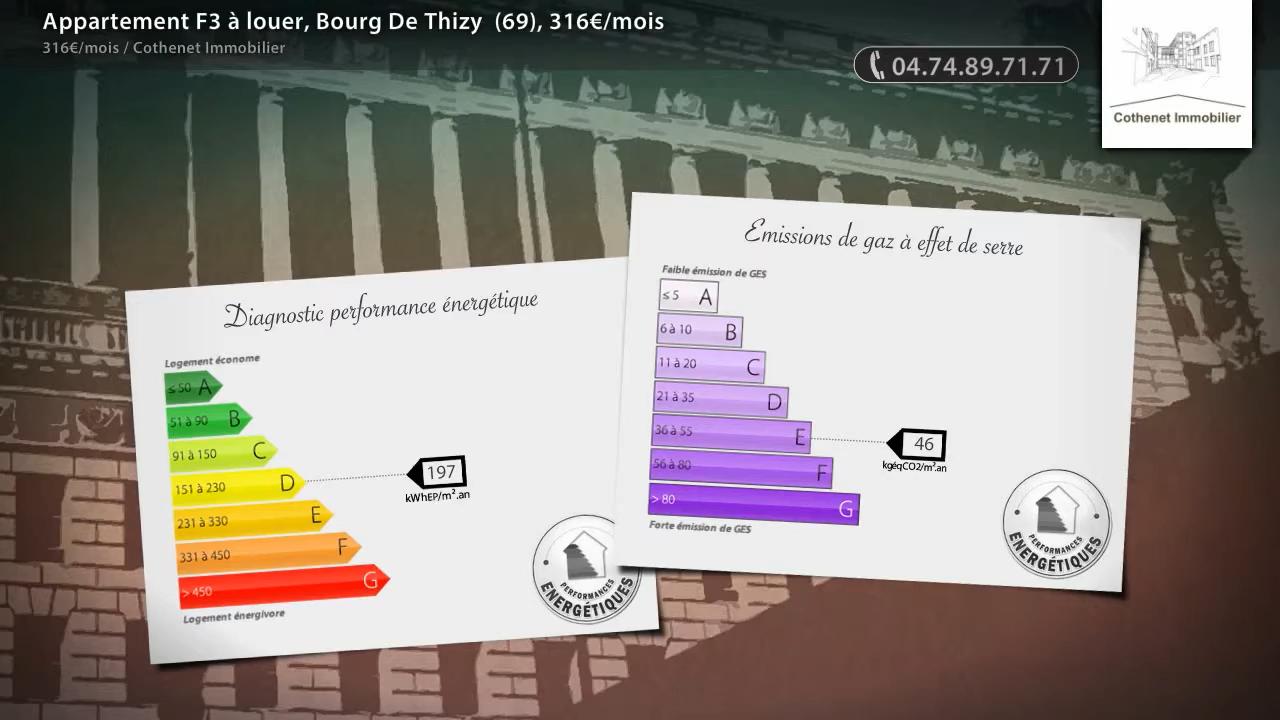 Appartement F3 à louer, Bourg De Thizy (69), 316€/mois
316€/mois / Cothenet Immobilier
04.74.89.71.71
Cothenet Immobilier
Diagnostic performance énergétique
Logement économe
≤ 50 A
51 à 90 B
91 à 150 C
151 à 230 D
197
kWhEP/m².an
231 à 330 E
331 à 450 F
> 450 G
Logement énergivore
PERFORMANCES
ENERGÉTIQUES
Emissions de gaz à effet de serre
Faible émission de GES
≤ 5 A
6 à 10 B
11 à 20 C
21 à 35 D
36 à 55 E
46
kgéqCO2/m².an
56 à 80 F
> 80 G
Forte émission de GES
PERFORMANCES
ENERGÉTIQUES